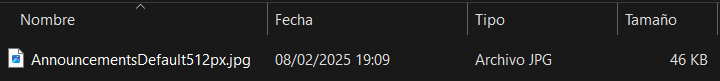 Nombre Fecha Tipo Tamaño
AnnouncementsDefault512px.jpg 08/02/2025 19:09 Archivo JPG 46 KB